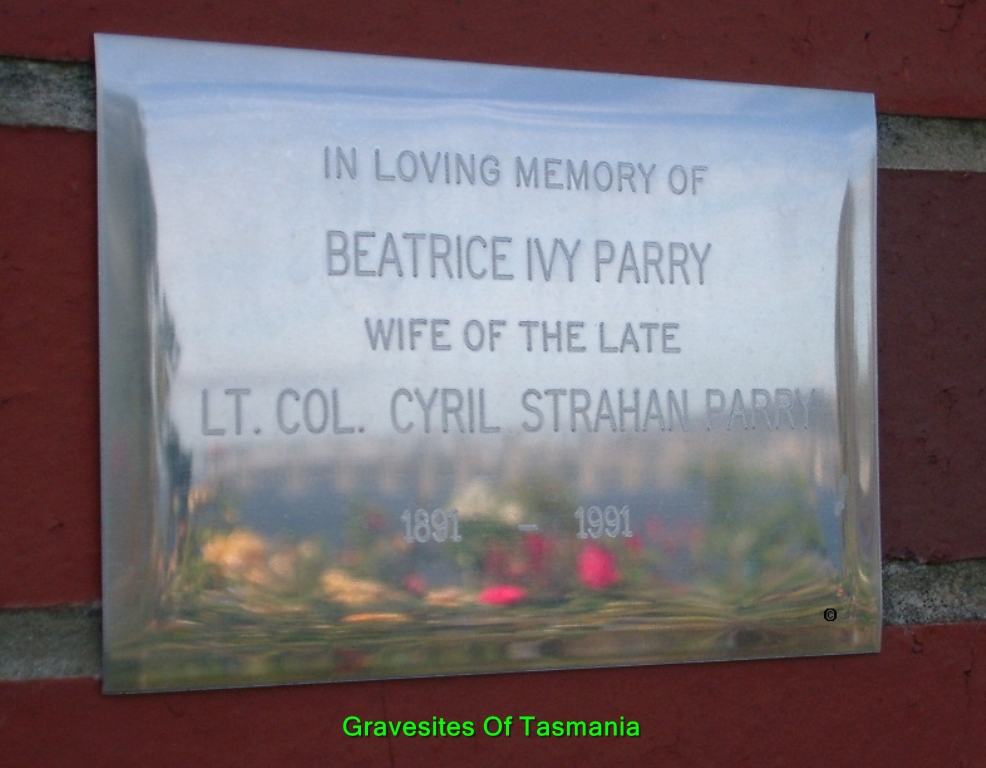 IN LOVING MEMORY OF
BEATRICE IVY PARRY
WIFE OF THE LATE
LT. COL. CYRIL STRAHAN PARRY
1891 – 1991
©
Gravesites Of Tasmania